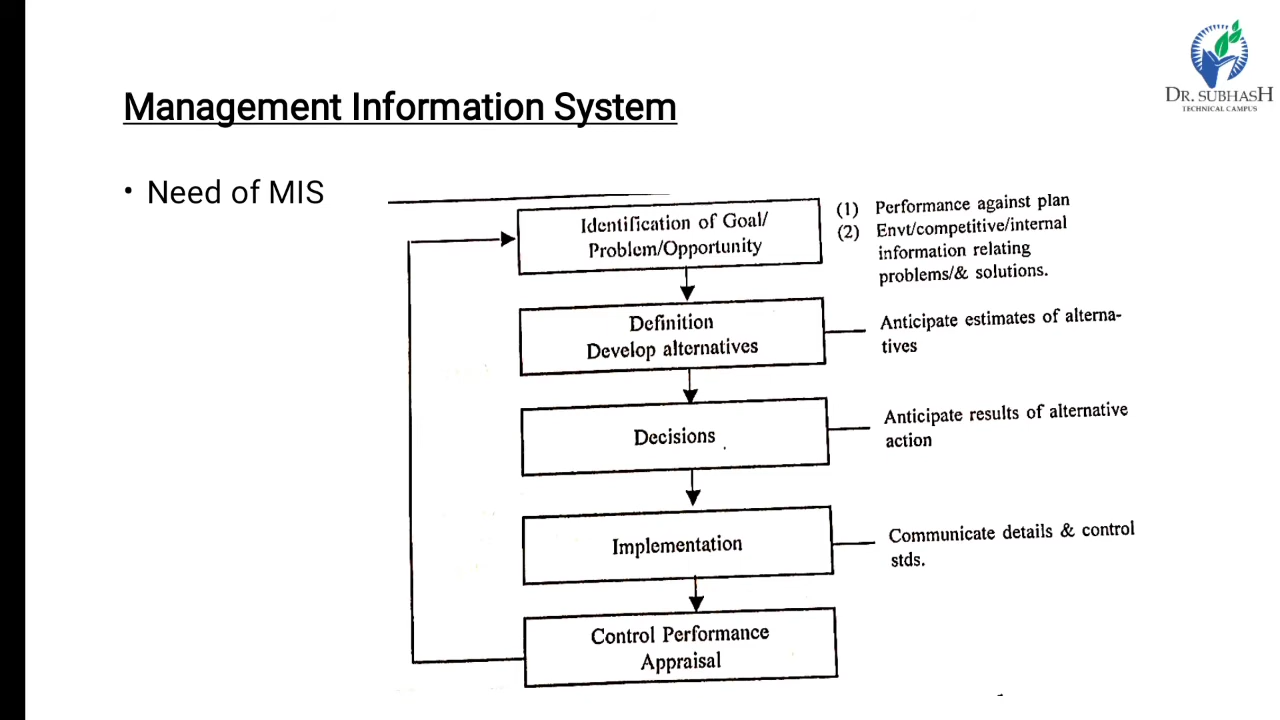 DR. SUBHASH
TECHNICAL CAMPUS
Management Information System
• Need of MIS
Identification of Goal/
Problem/Opportunity
(1) Performance against plan
(2) Envt/competitive/internal
information relating
problems/& solutions.
Definition
Develop alternatives
Anticipate estimates of alterna-
tives
Decisions
Anticipate results of alternative
action
Implementation
Communicate details & control
stds.
Control Performance
Appraisal